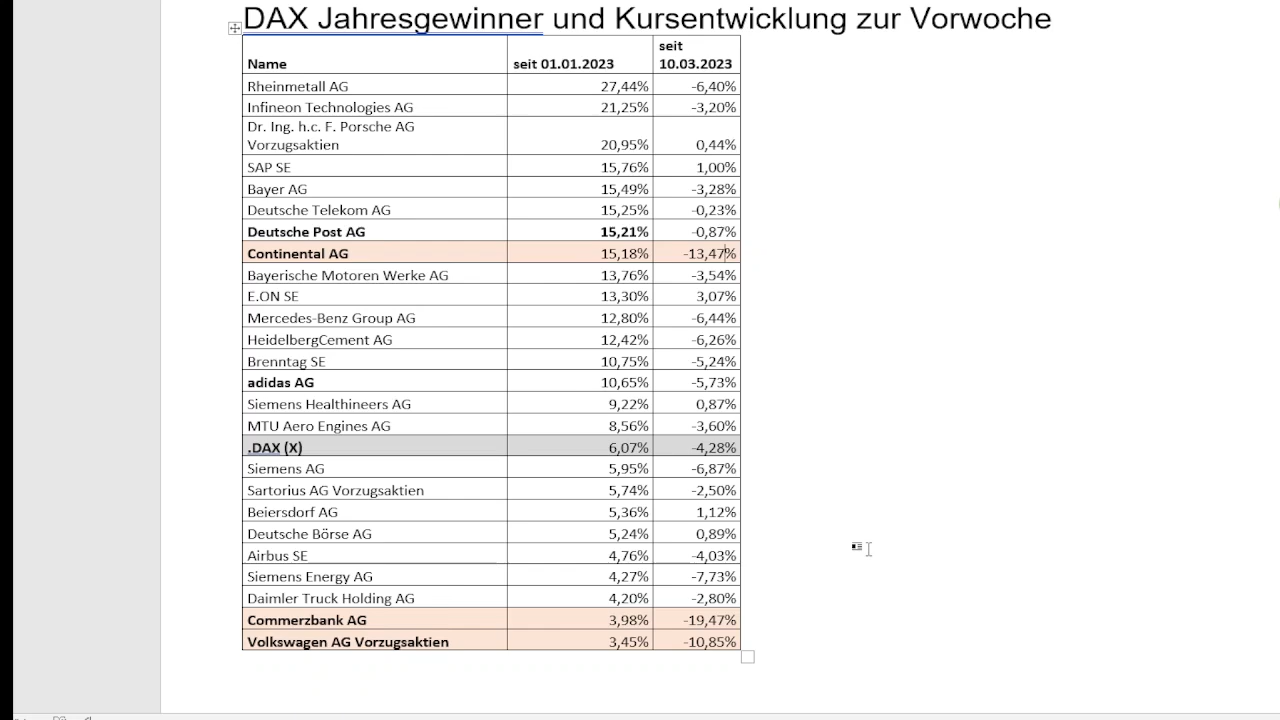 DAX Jahresgewinner und Kursentwicklung zur Vorwoche
Name seit 01.01.2023 seit 10.03.2023
Rheinmetall AG 27,44% -6,40%
Infineon Technologies AG 21,25% -3,20%
Dr. Ing. h.c. F. Porsche AG
Vorzugsaktien 20,95% 0,44%
SAP SE 15,76% 1,00%
Bayer AG 15,49% -3,28%
Deutsche Telekom AG 15,25% -0,23%
Deutsche Post AG 15,21% -0,87%
Continental AG 15,18% -13,47%
Bayerische Motoren Werke AG 13,76% -3,54%
E.ON SE 13,30% 3,07%
Mercedes-Benz Group AG 12,80% -6,44%
HeidelbergCement AG 12,42% -6,26%
Brenntag SE 10,75% -5,24%
adidas AG 10,65% -5,73%
Siemens Healthineers AG 9,22% 0,87%
MTU Aero Engines AG 8,56% -3,60%
.DAX (X) 6,07% -4,28%
Siemens AG 5,95% -6,87%
Sartorius AG Vorzugsaktien 5,74% -2,50%
Beiersdorf AG 5,36% 1,12%
Deutsche Börse AG 5,24% 0,89%
Airbus SE 4,76% -4,03%
Siemens Energy AG 4,27% -7,73%
Daimler Truck Holding AG 4,20% -2,80%
Commerzbank AG 3,98% -19,47%
Volkswagen AG Vorzugsaktien 3,45% -10,85%